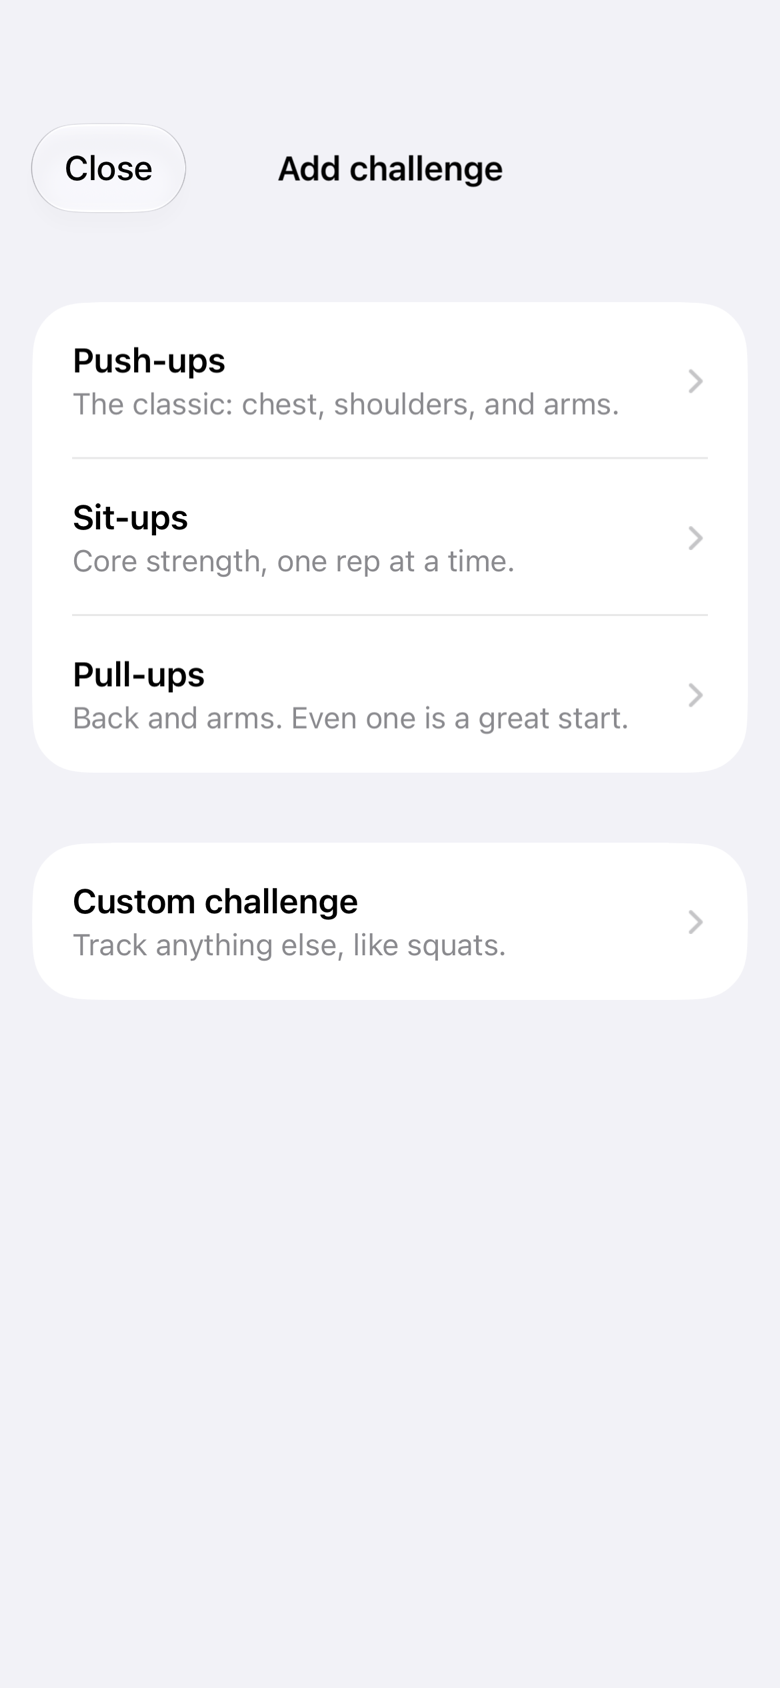 Close
Add challenge
Push-ups
The classic: chest, shoulders, and arms.
Sit-ups
Core strength, one rep at a time.
Pull-ups
Back and arms. Even one is a great start.
Custom challenge
Track anything else, like squats.